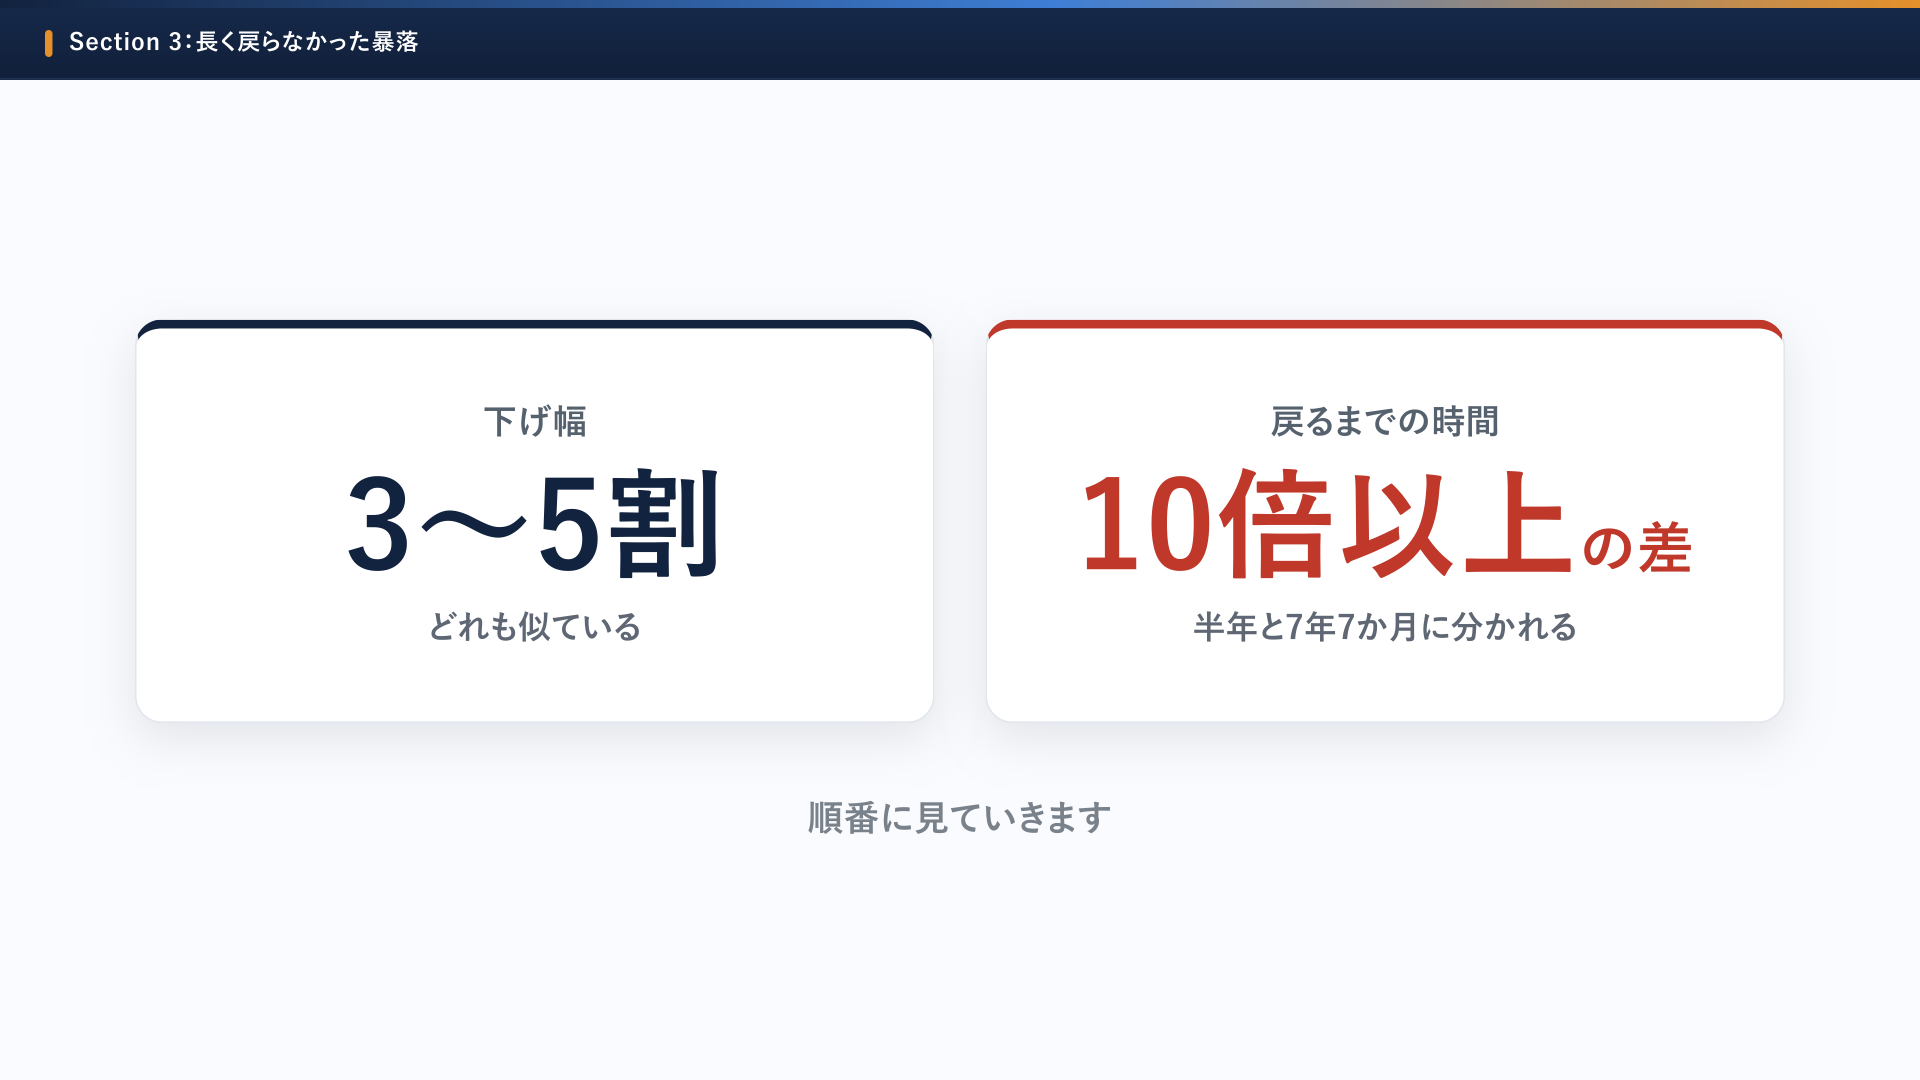 Section 3：長く戻らなかった暴落
下げ幅
3〜5割
どれも似ている
戻るまでの時間
10倍以上の差
半年と7年7か月に分かれる
順番に見ていきます